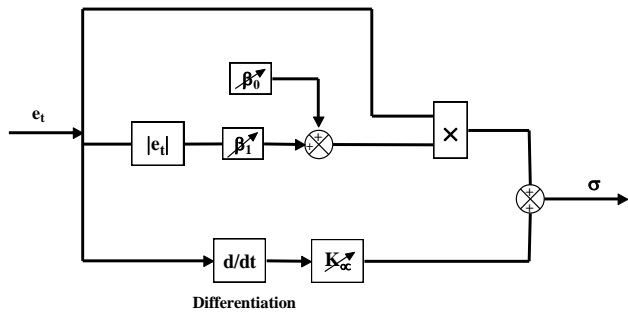 β₀
eₜ
+
|eₜ|
β₁
+
×
σ
+
+
d/dt
K∝
Differentiation